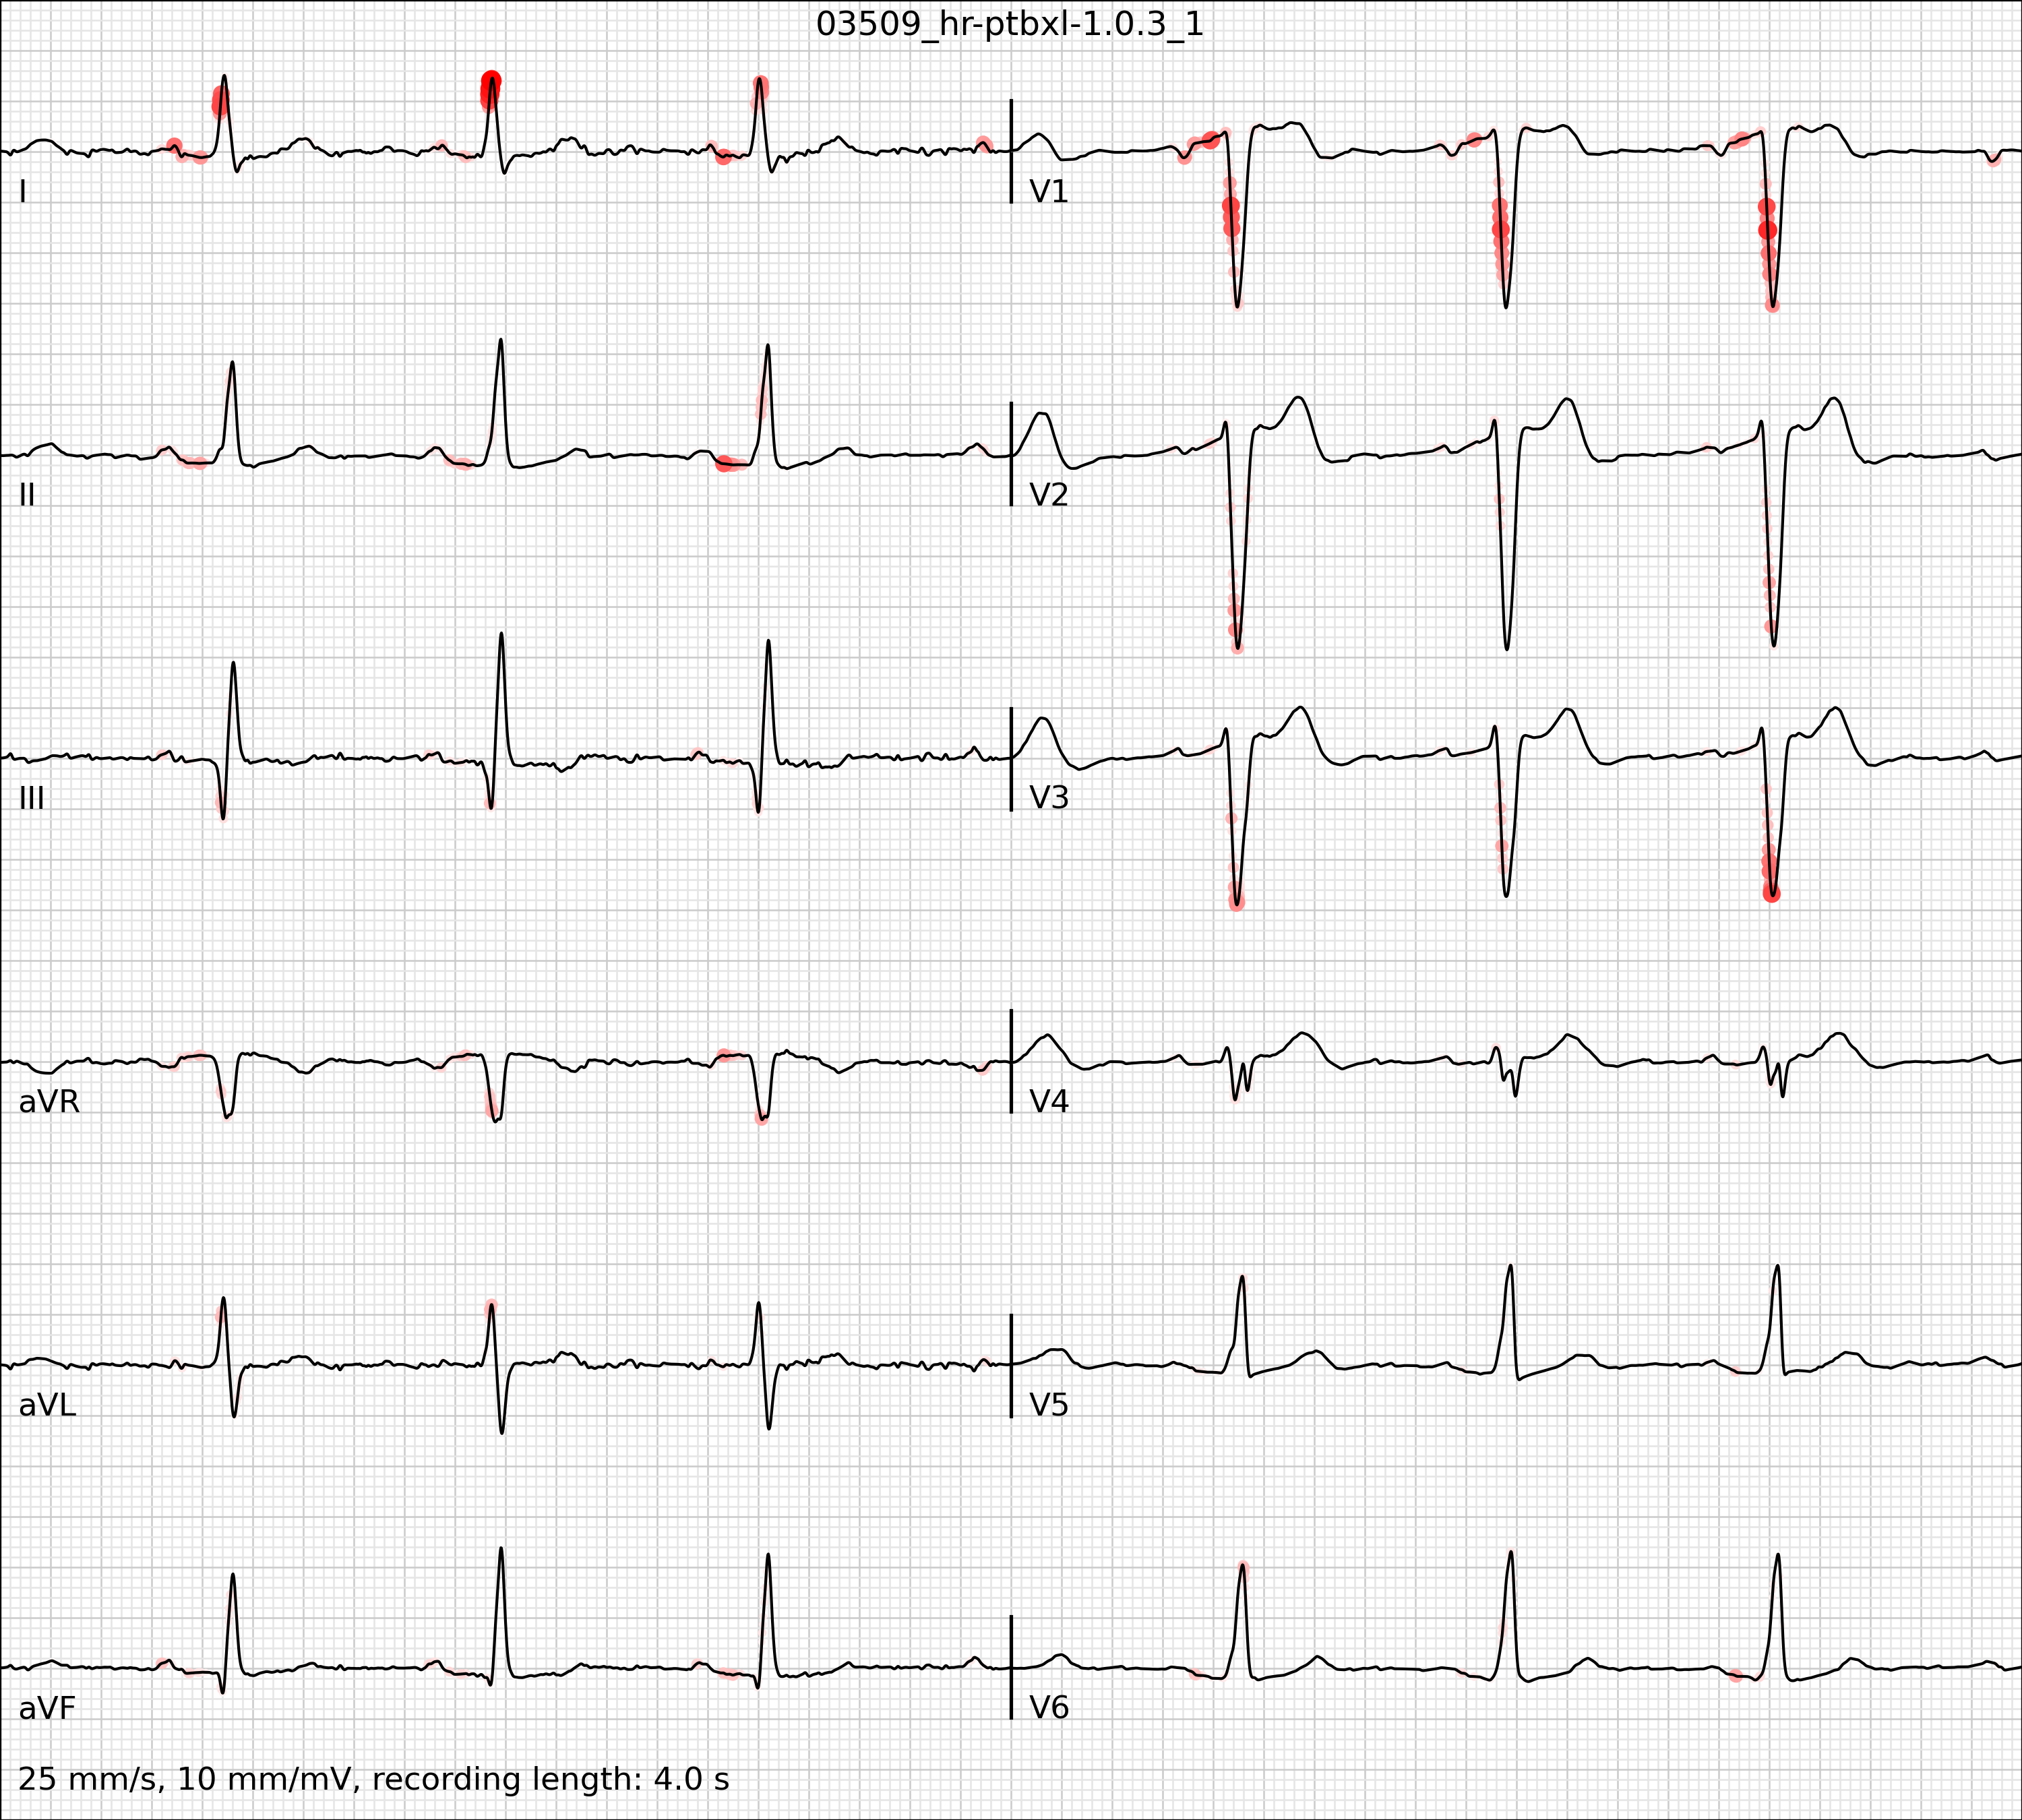 03509_hr-ptbxl-1.0.3_1
I
V1
II
V2
III
V3
aVR
V4
aVL
V5
aVF
V6
25 mm/s, 10 mm/mV, recording length: 4.0 s